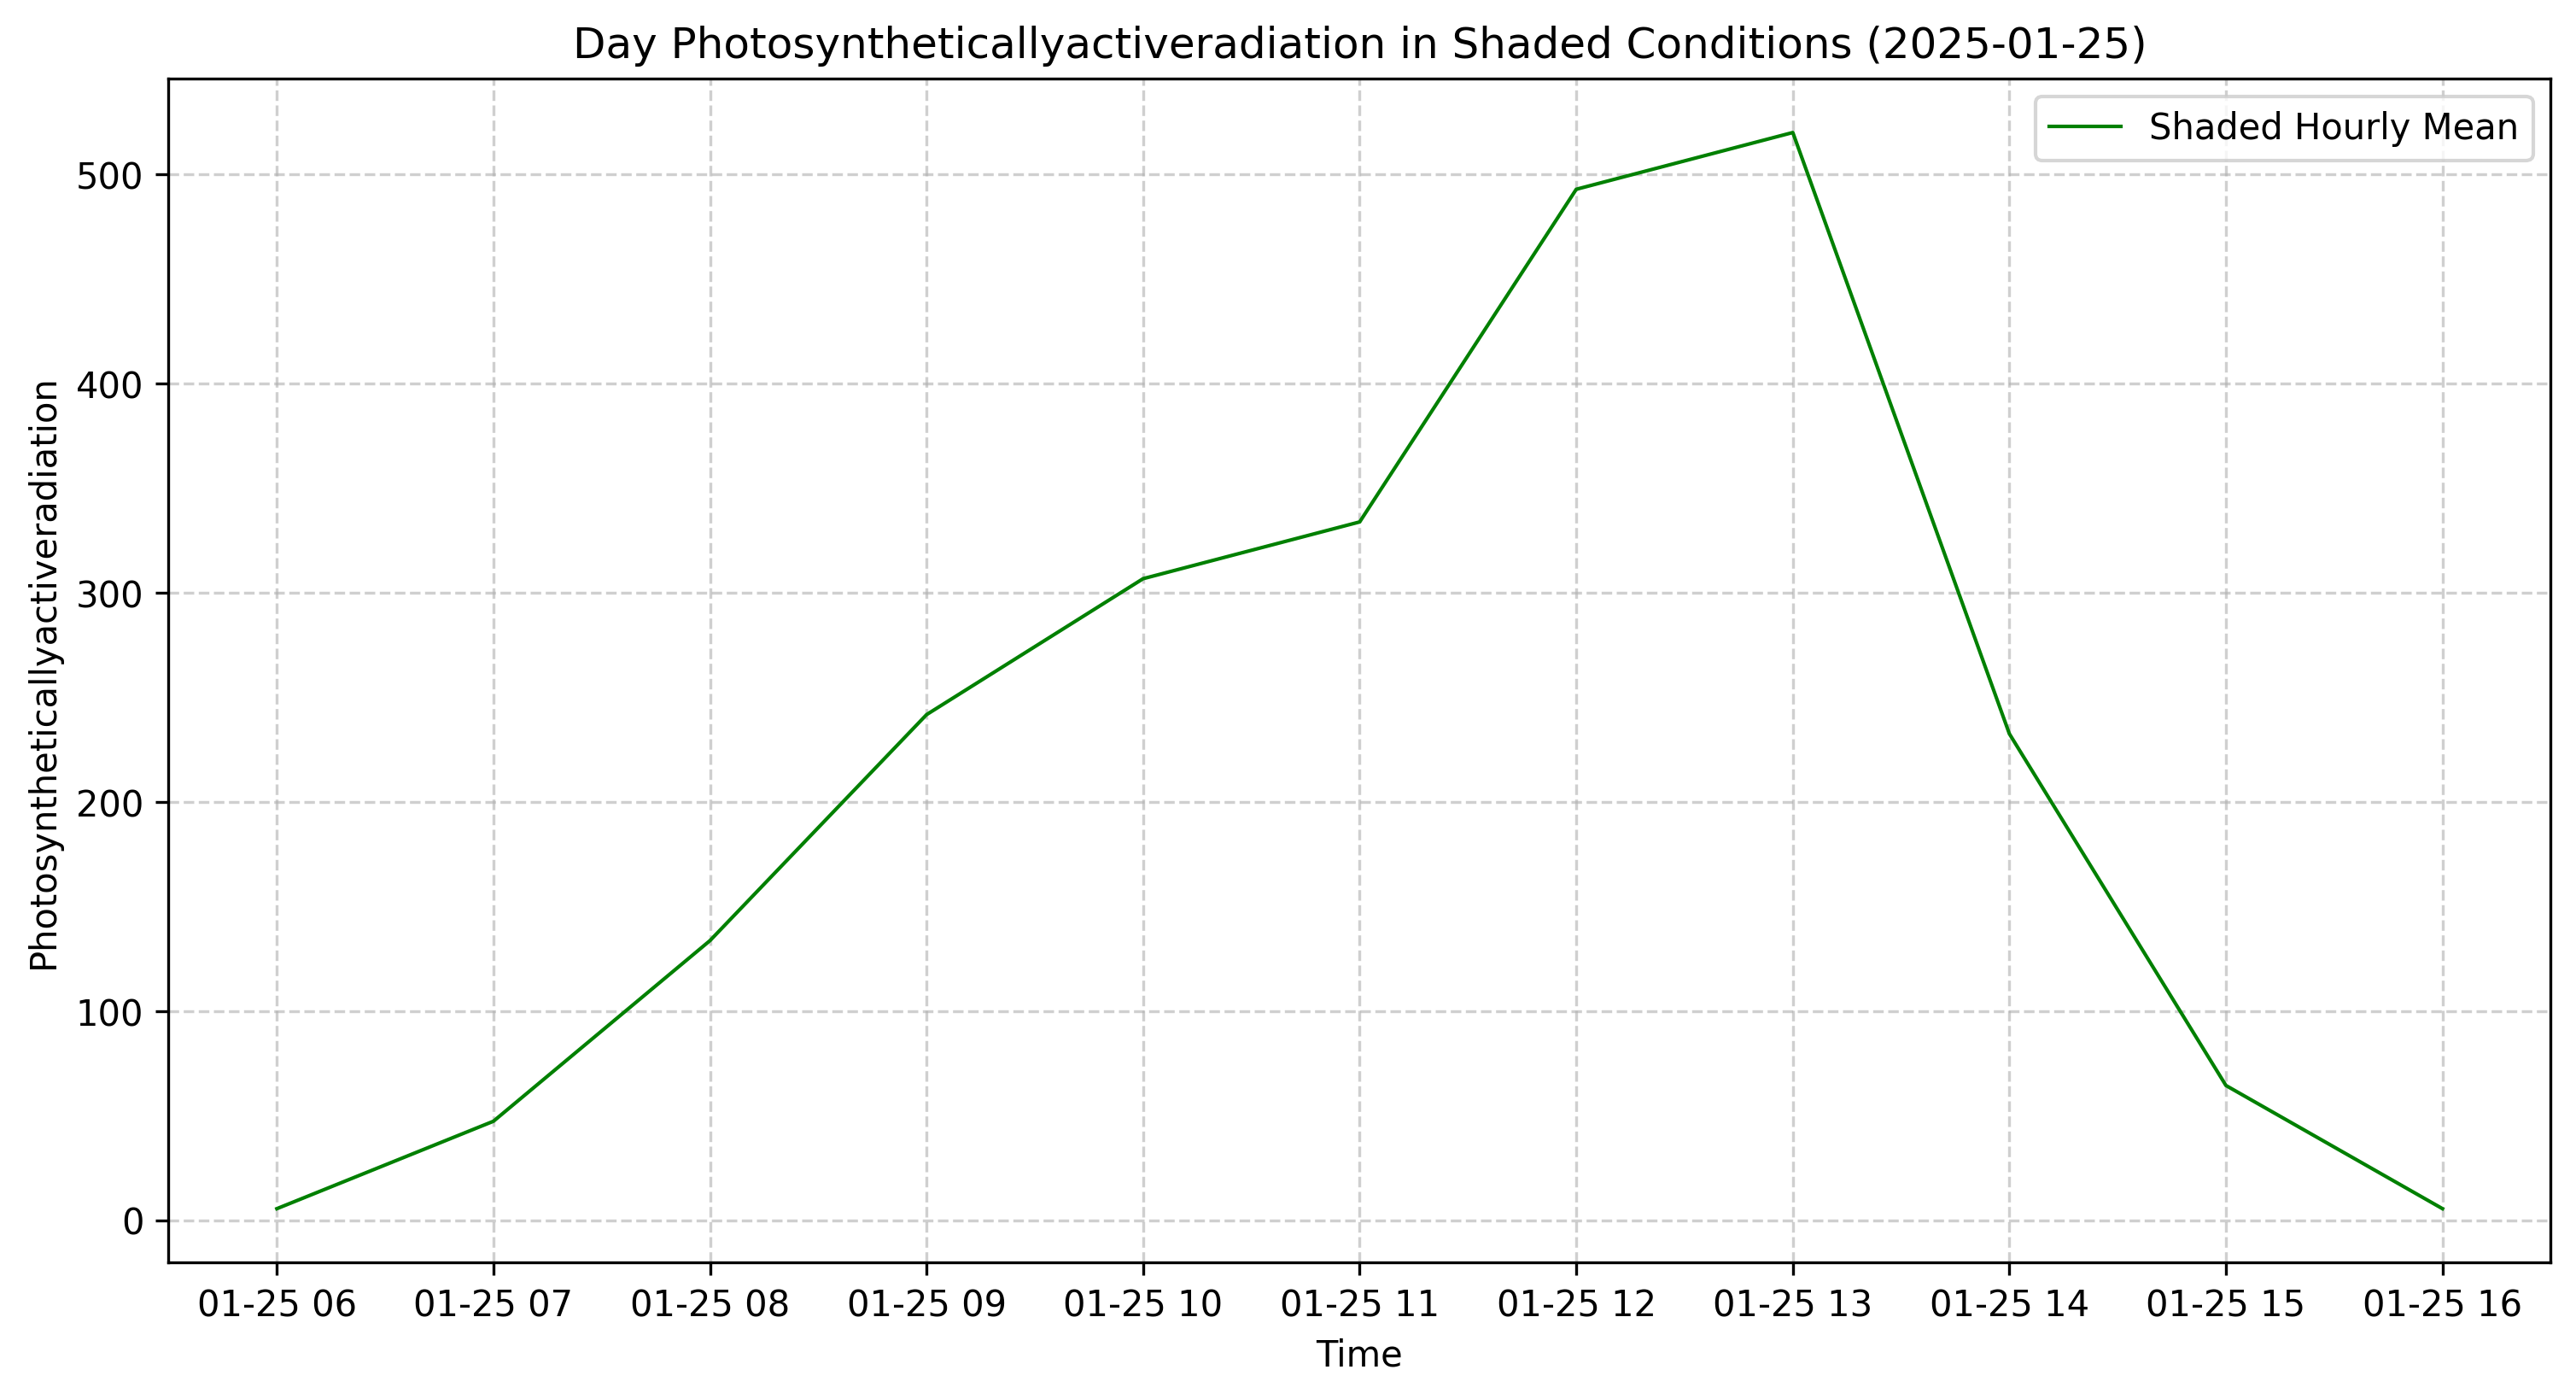 Day Photosyntheticallyactiveradiation in Shaded Conditions (2025-01-25)
Shaded Hourly Mean
Photosyntheticallyactiveradiation
500
400
300
200
100
0
01-25 06 01-25 07 01-25 08 01-25 09 01-25 10 01-25 11 01-25 12 01-25 13 01-25 14 01-25 15 01-25 16
Time